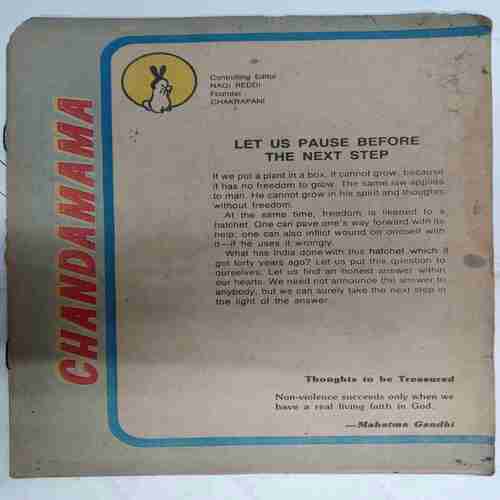 CHANDAMAMA
Controlling Editor
NAGI REDDI
Founder
CHAKRAPANI
LET US PAUSE BEFORE
THE NEXT STEP
If we put a plant in a box, it cannot grow, because
it has no freedom to grow. The same law applies
to man. He cannot grow in his spirit and thoughts
without freedom.
At the same time, freedom is likened to a
hatchet. One can pave one's way forward with its
help; one can also inflict wound on oneself with
it—if he uses it wrongly.
What has India done with this hatchet which it
got forty years ago? Let us put this question to
ourselves. Let us find an honest answer within
our hearts. We need not announce the answer to
anybody, but we can surely take the next step in
the light of the answer.
Thoughts to be Treasured
Non-violence succeeds only when we
have a real living faith in God.
—Mahatma Gandhi